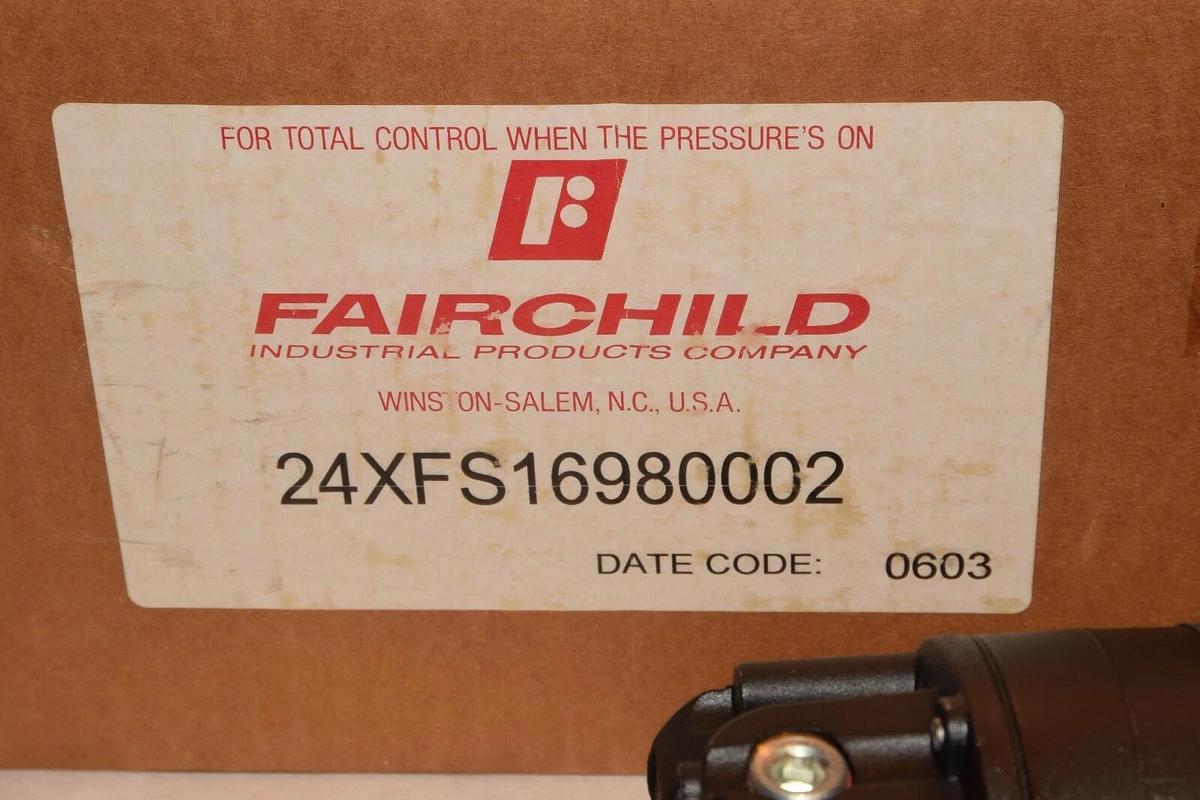 FOR TOTAL CONTROL WHEN THE PRESSURE'S ON
FAIRCHILD
INDUSTRIAL PRODUCTS COMPANY
WINSTON-SALEM, N.C., U.S.A.
24XFS16980002
DATE CODE: 0603